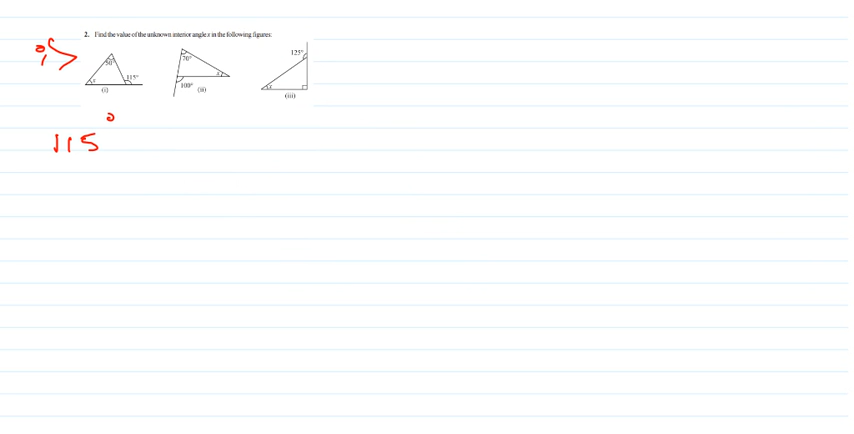 2. Find the value of the unknown interior angle x in the following figures:
50°
x
115°
(i)
70°
x
100°
(ii)
125°
x
(iii)
115°